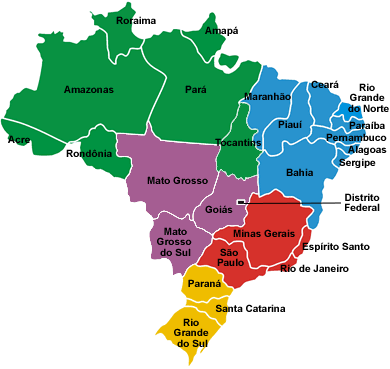 Roraima
Amapá
Amazonas
Pará
Maranhão
Ceará
Rio
Grande
do Norte
Piauí
Paraíba
Pernambuco
Alagoas
Sergipe
Acre
Rondônia
Tocantins
Bahia
Mato Grosso
Goiás
Distrito
Federal
Mato
Grosso
do Sul
Minas Gerais
Espírito Santo
São
Paulo
Rio de Janeiro
Paraná
Santa Catarina
Rio
Grande
do Sul